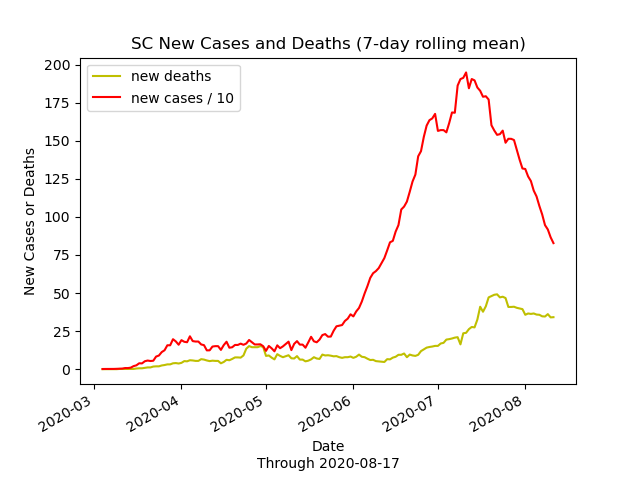 SC New Cases and Deaths (7-day rolling mean)
new deaths
new cases / 10
200
175
150
125
100
75
50
25
0
New Cases or Deaths
2020-03
2020-04
2020-05
2020-06
2020-07
2020-08
Date
Through 2020-08-17